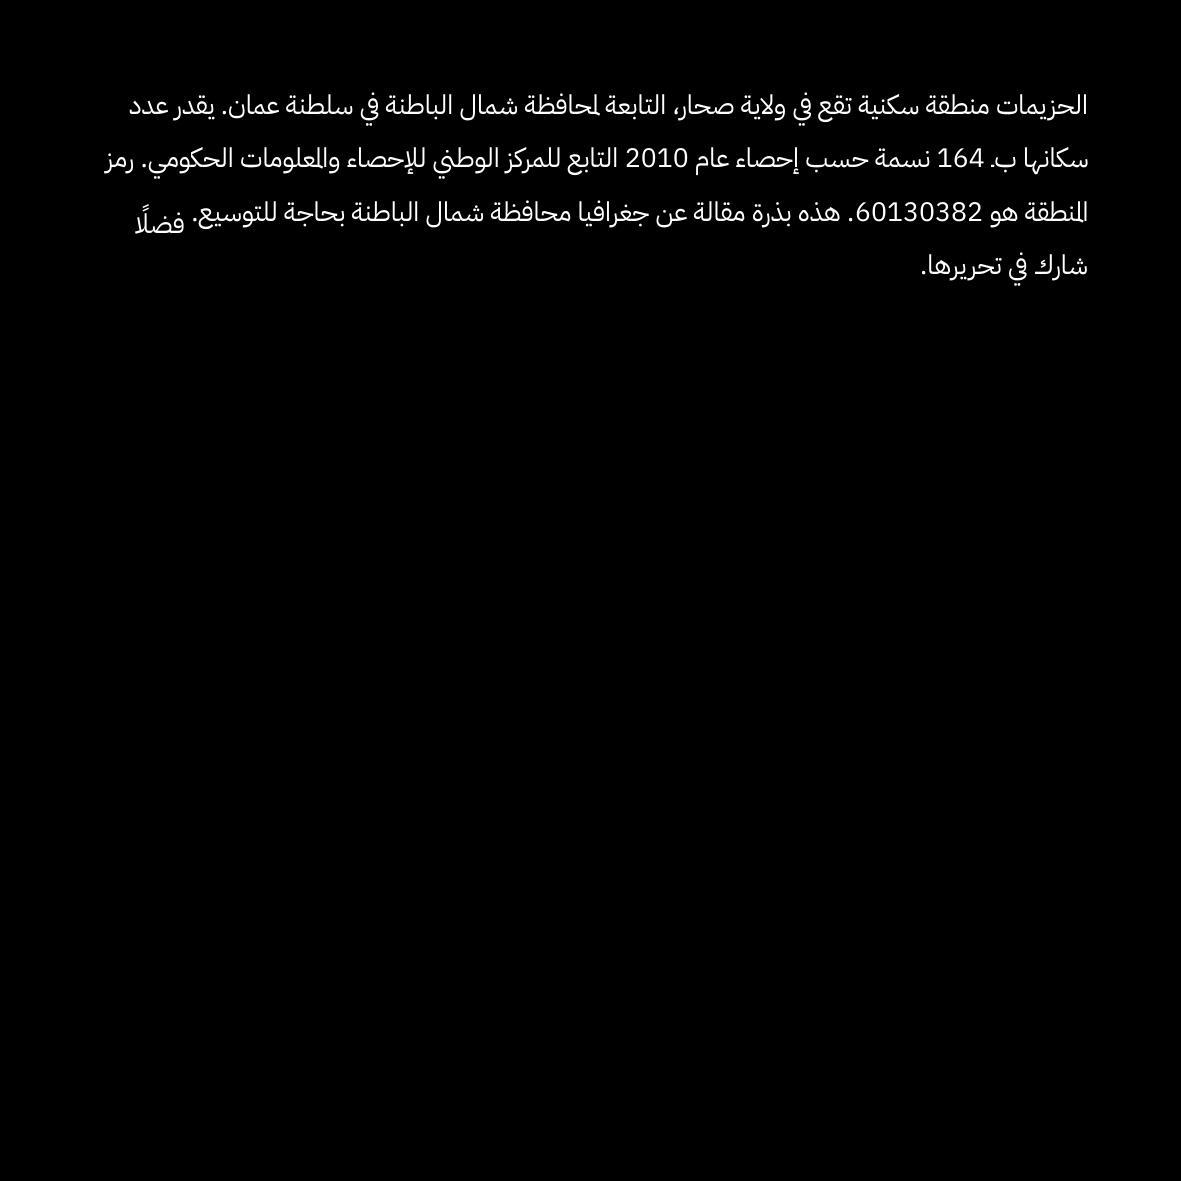 الحزيمات منطقة سكنية تقع في ولاية صحار، التابعة لمحافظة شمال الباطنة في سلطنة عمان. يقدر عدد
سكانها بـ 164 نسمة حسب إحصاء عام 2010 التابع للمركز الوطني للإحصاء والمعلومات الحكومي. رمز
المنطقة هو 60130382. هذه بذرة مقالة عن جغرافيا محافظة شمال الباطنة بحاجة للتوسيع. فضلًا
شارك في تحريرها.